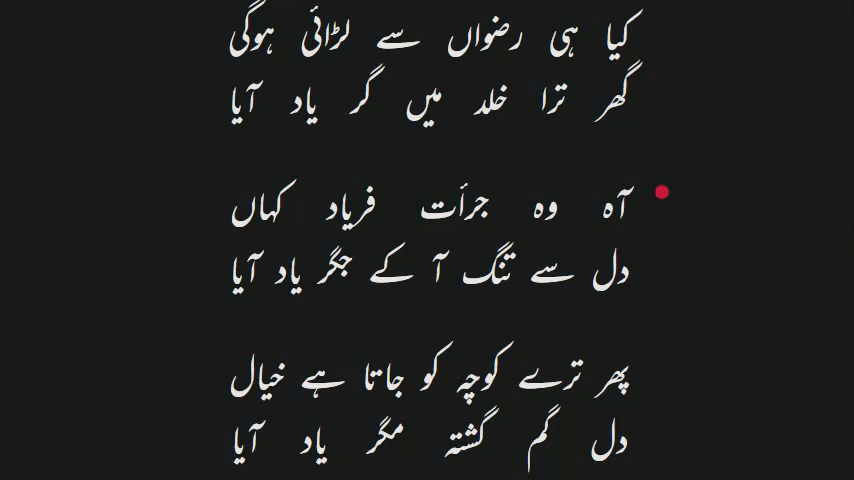 کیا ہی رضواں سے لڑائی ہوگی
گھر ترا خلد میں گر یاد آیا
آہ وہ جرأت فریاد کہاں
دل سے تنگ آ کے جگر یاد آیا
پھر ترے کوچہ کو جاتا ہے خیال
دل گم گشتہ مگر یاد آیا